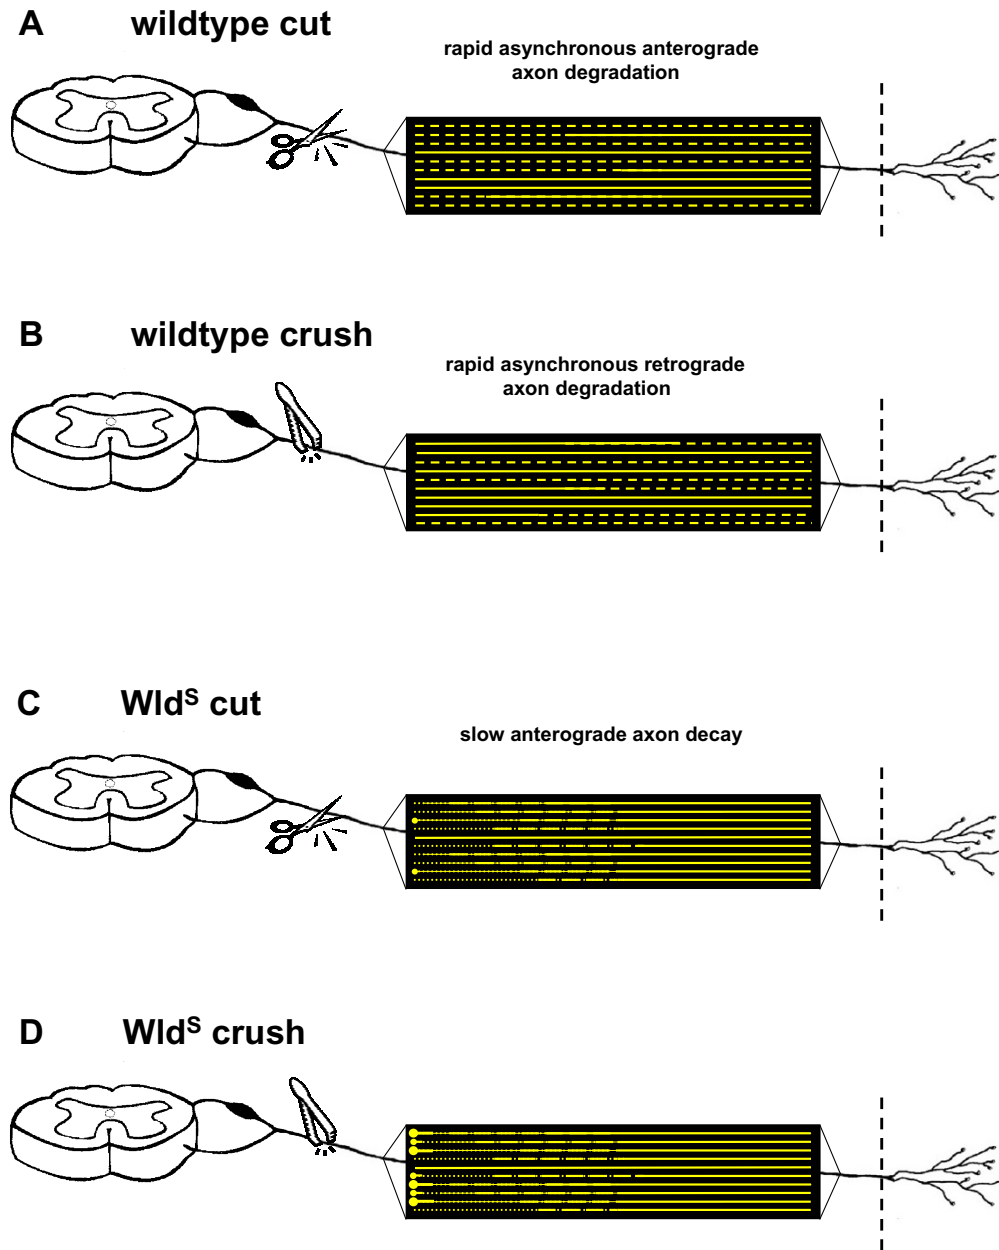 A wildtype cut
rapid asynchronous anterograde
axon degradation
B wildtype crush
rapid asynchronous retrograde
axon degradation
C Wldˢ cut
slow anterograde axon decay
D Wldˢ crush